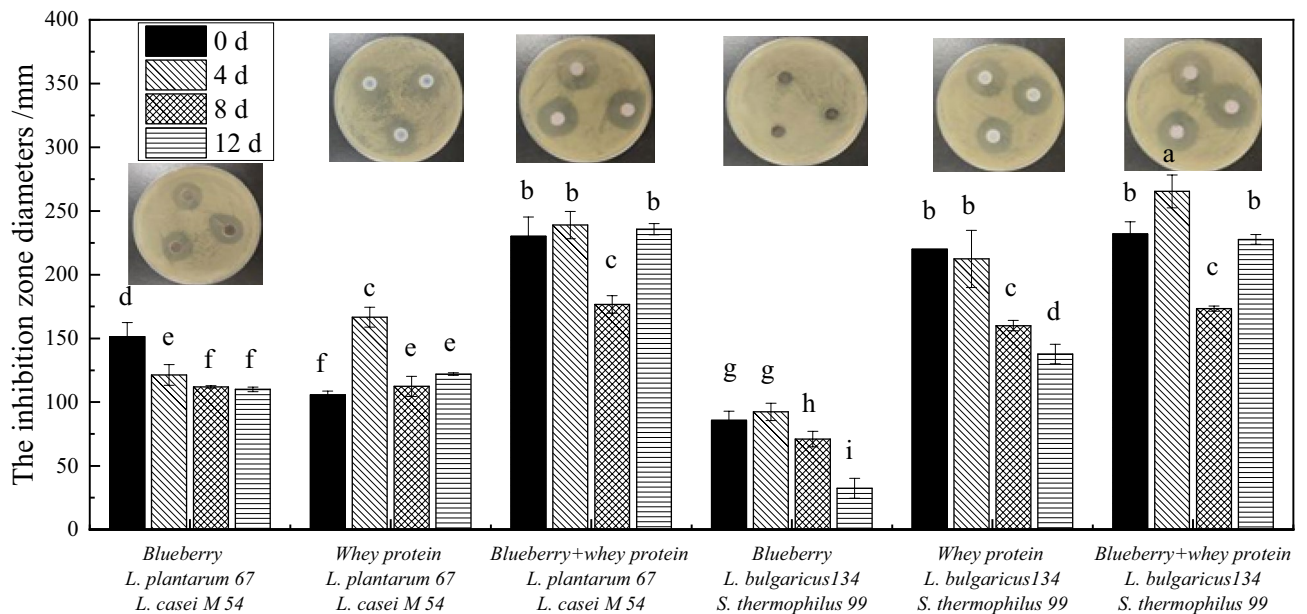 The inhibition zone diameters /mm
400
350
300
250
200
150
100
50
0
0 d
4 d
8 d
12 d
d
e
f
f
f
c
e
e
b
b
c
b
g
g
h
i
b
b
c
d
b
a
c
b
Blueberry
L. plantarum 67
L. casei M 54
Whey protein
L. plantarum 67
L. casei M 54
Blueberry+whey protein
L. plantarum 67
L. casei M 54
Blueberry
L. bulgaricus134
S. thermophilus 99
Whey protein
L. bulgaricus134
S. thermophilus 99
Blueberry+whey protein
L. bulgaricus134
S. thermophilus 99